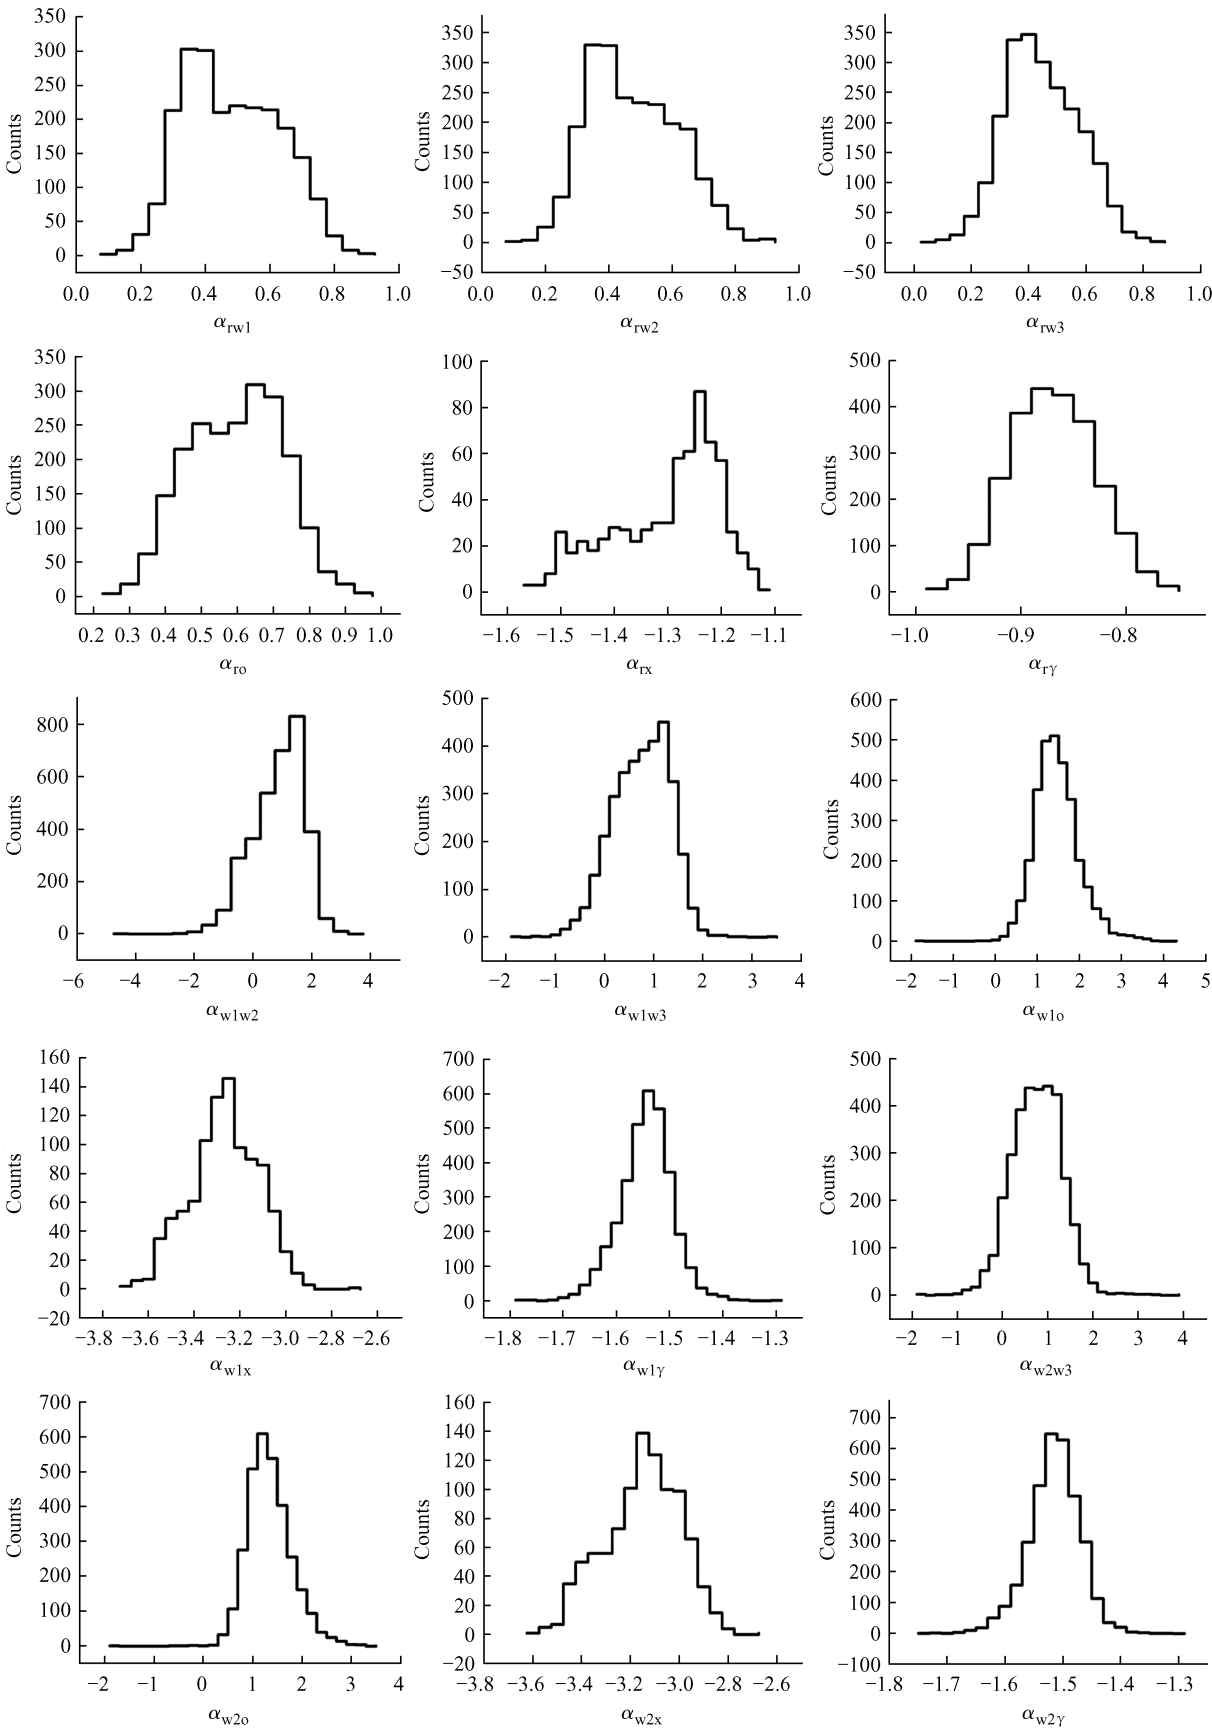 350
300
250
200
150
100
50
0
Counts
0.0 0.2 0.4 0.6 0.8 1.0
αrw1
350
300
250
200
150
100
50
0
−50
Counts
0.0 0.2 0.4 0.6 0.8 1.0
αrw2
350
300
250
200
150
100
50
0
−50
Counts
0.0 0.2 0.4 0.6 0.8 1.0
αrw3
350
300
250
200
150
100
50
0
Counts
0.2 0.3 0.4 0.5 0.6 0.7 0.8 0.9 1.0
αro
100
80
60
40
20
0
Counts
−1.6 −1.5 −1.4 −1.3 −1.2 −1.1
αrx
500
400
300
200
100
0
Counts
−1.0 −0.9 −0.8
αrγ
800
600
400
200
0
Counts
−6 −4 −2 0 2 4
αw1w2
500
400
300
200
100
0
Counts
−2 −1 0 1 2 3 4
αw1w3
600
500
400
300
200
100
0
Counts
−2 −1 0 1 2 3 4 5
αw1o
160
140
120
100
80
60
40
20
0
−20
Counts
−3.8 −3.6 −3.4 −3.2 −3.0 −2.8 −2.6
αw1x
700
600
500
400
300
200
100
0
Counts
−1.8 −1.7 −1.6 −1.5 −1.4 −1.3
αw1γ
500
400
300
200
100
0
Counts
−2 −1 0 1 2 3 4
αw2w3
700
600
500
400
300
200
100
0
Counts
−2 −1 0 1 2 3 4
αw2o
160
140
120
100
80
60
40
20
0
−20
Counts
−3.8 −3.6 −3.4 −3.2 −3.0 −2.8 −2.6
αw2x
700
600
500
400
300
200
100
0
−100
Counts
−1.8 −1.7 −1.6 −1.5 −1.4 −1.3
αw2γ